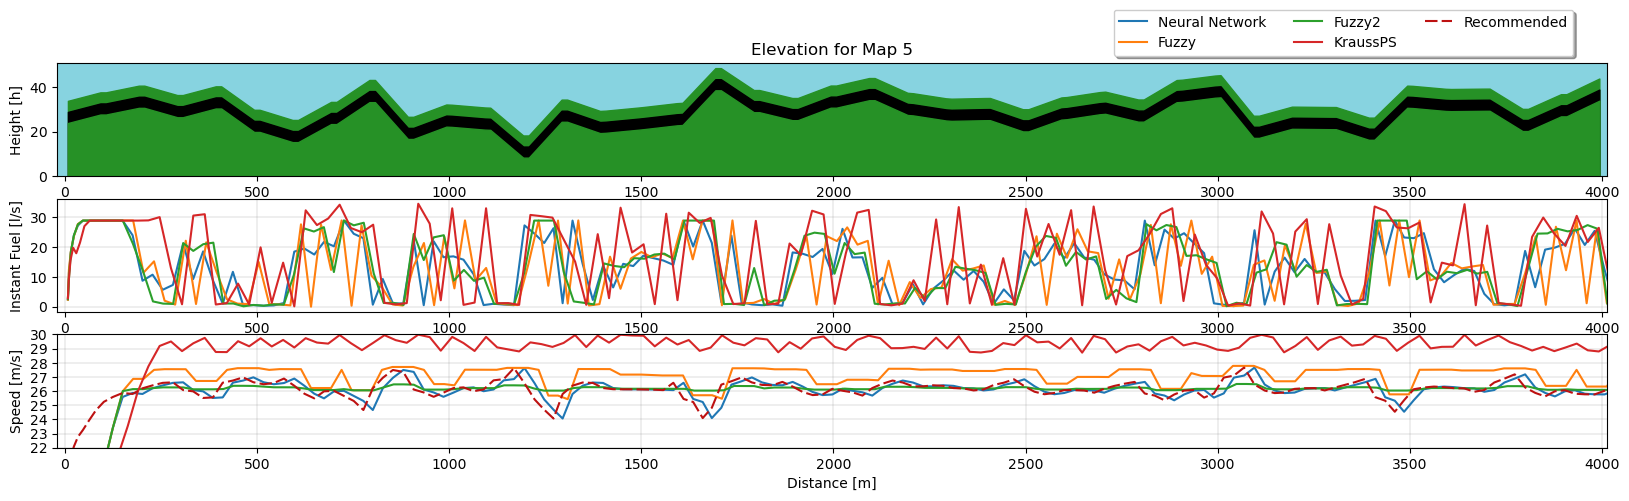 Neural Network Fuzzy2 Recommended
Fuzzy KraussPS
Elevation for Map 5
Height [h]
40
20
0
0 500 1000 1500 2000 2500 3000 3500 4000
Instant Fuel [l/s]
30
20
10
0
0 500 1000 1500 2000 2500 3000 3500 4000
Speed [m/s]
30
29
28
27
26
25
24
23
22
0 500 1000 1500 2000 2500 3000 3500 4000
Distance [m]